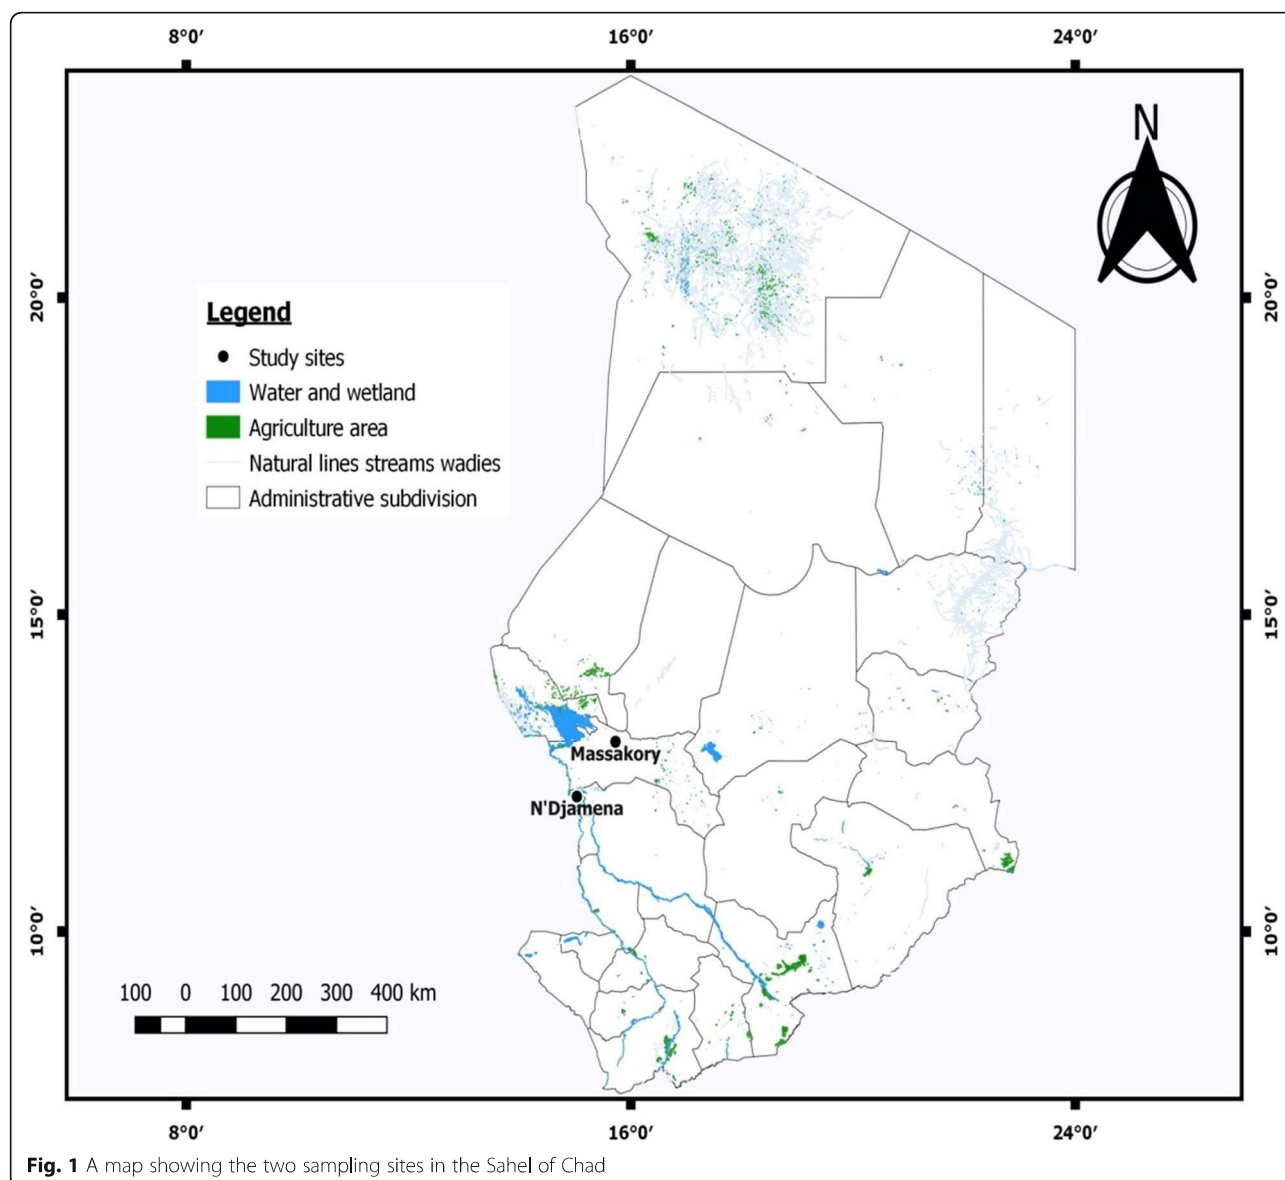 8°0′ 16°0′ 24°0′
N
20°0′ 20°0′
Legend
Study sites
Water and wetland
Agriculture area
Natural lines streams wadies
Administrative subdivision
15°0′ 15°0′
Massakory
N'Djamena
10°0′ 10°0′
100 0 100 200 300 400 km
8°0′ 16°0′ 24°0′
Fig. 1 A map showing the two sampling sites in the Sahel of Chad